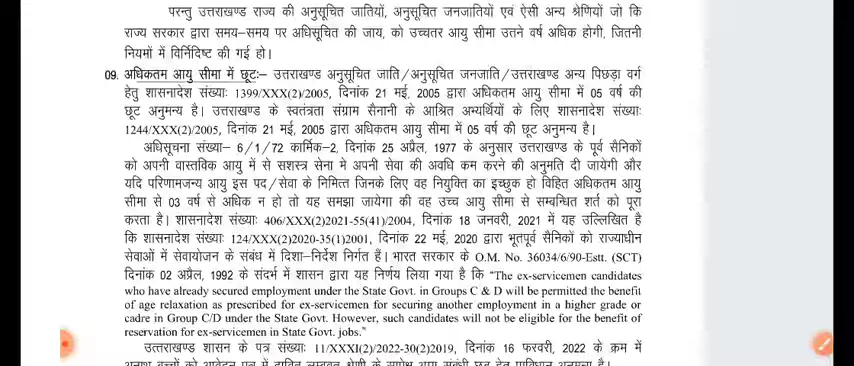 परन्तु उत्तराखण्ड राज्य की अनुसूचित जातियों, अनुसूचित जनजातियों एवं ऐसी अन्य श्रेणियों जो कि
राज्य सरकार द्वारा समय–समय पर अधिसूचित की जाय, को उच्चतर आयु सीमा उतने वर्ष अधिक होगी, जितनी
नियमों में विर्निदिष्ट की गई हो।
09. अधिकतम आयु सीमा में छूटः– उत्तराखण्ड अनुसूचित जाति/अनुसूचित जनजाति/उत्तराखण्ड अन्य पिछड़ा वर्ग
हेतु शासनादेश संख्याः 1399/XXX(2)/2005, दिनांक 21 मई, 2005 द्वारा अधिकतम आयु सीमा में 05 वर्ष की
छूट अनुमन्य है। उत्तराखण्ड के स्वतंत्रता संग्राम सैनानी के आश्रित अभ्यर्थियों के लिए शासनादेश संख्याः
1244/XXX(2)/2005, दिनांक 21 मई, 2005 द्वारा अधिकतम आयु सीमा में 05 वर्ष की छूट अनुमन्य है।
अधिसूचना संख्या– 6/1/72 कार्मिक–2, दिनांक 25 अप्रैल, 1977 के अनुसार उत्तराखण्ड के पूर्व सैनिकों
को अपनी वास्तविक आयु में से सशस्त्र सेना मे अपनी सेवा की अवधि कम करने की अनुमति दी जायेगी और
यदि परिणामजन्य आयु इस पद/सेवा के निमित्त जिनके लिए वह नियुक्ति का इच्छुक हो विहित अधिकतम आयु
सीमा से 03 वर्ष से अधिक न हो तो यह समझा जायेगा की वह उच्च आयु सीमा से सम्बन्धित शर्त को पूरा
करता है। शासनादेश संख्याः 406/XXX(2)2021-55(41)/2004, दिनांक 18 जनवरी, 2021 में यह उल्लिखित है
कि शासनादेश संख्याः 124/XXX(2)2020-35(1)2001, दिनांक 22 मई, 2020 द्वारा भूतपूर्व सैनिकों को राज्याधीन
सेवाओं में सेवायोजन के संबंध में दिशा–निर्देश निर्गत हैं। भारत सरकार के O.M. No. 36034/6/90-Estt. (SCT)
दिनांक 02 अप्रैल, 1992 के संदर्भ में शासन द्वारा यह निर्णय लिया गया है कि "The ex-servicemen candidates
who have already secured employment under the State Govt. in Groups C & D will be permitted the benefit
of age relaxation as prescribed for ex-servicemen for securing another employment in a higher grade or
cadre in Group C/D under the State Govt. However, such candidates will not be eligible for the benefit of
reservation for ex-servicemen in State Govt. jobs."
उत्तराखण्ड शासन के पत्र संख्याः 11/XXXI(2)/2022-30(2)2019, दिनांक 16 फरवरी, 2022 के क्रम में